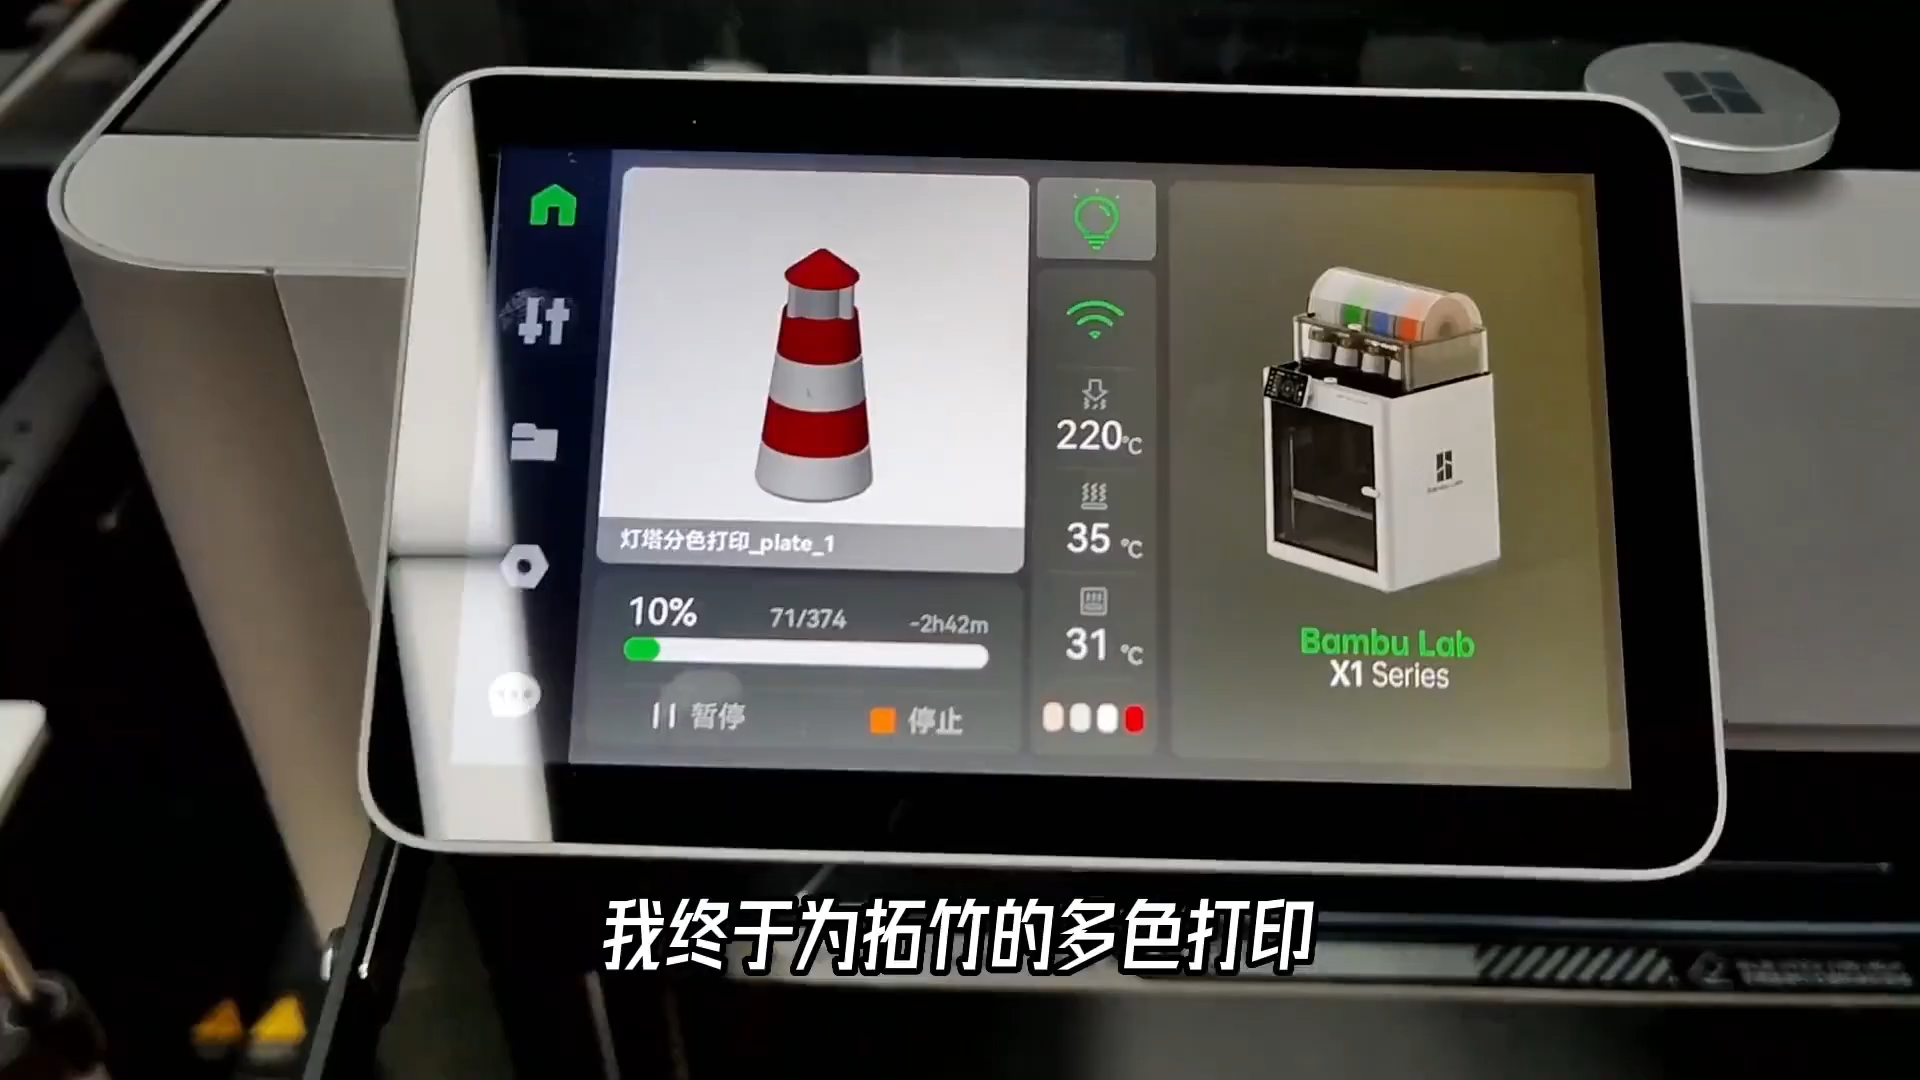 灯塔分色打印_plate_1
10% 71/374 -2h42m
暂停 停止
220℃
35℃
31℃
Bambu Lab
X1 Series
我终于为拓竹的多色打印